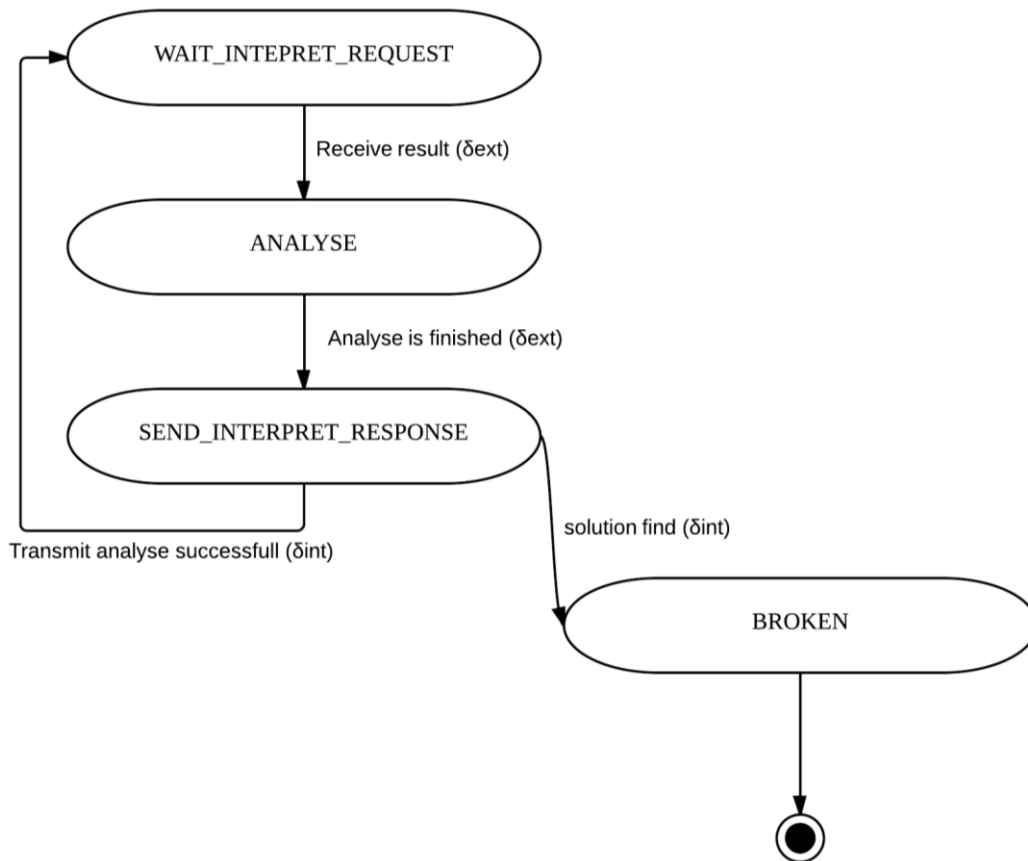 WAIT_INTEPRET_REQUEST
Receive result (δext)
ANALYSE
Analyse is finished (δext)
SEND_INTERPRET_RESPONSE
solution find (δint)
Transmit analyse successfull (δint)
BROKEN